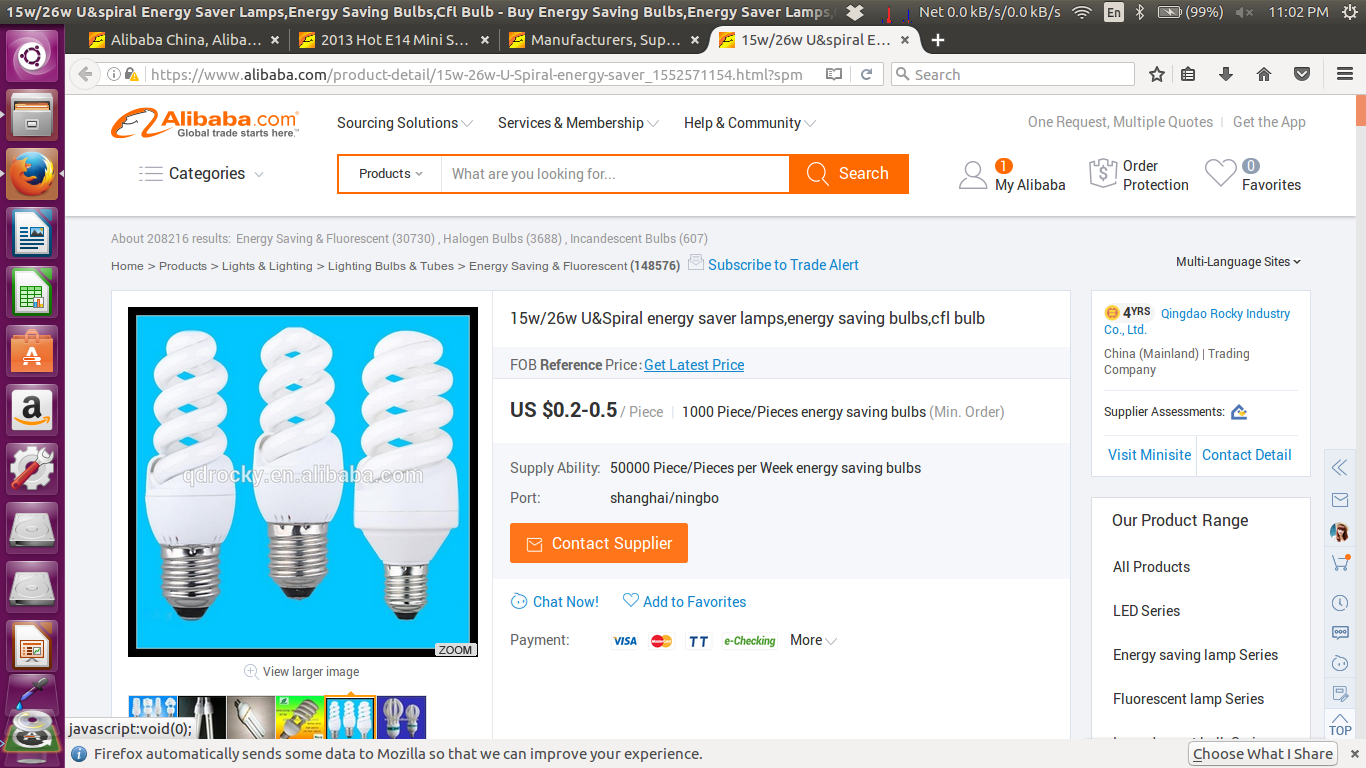 15w/26w U&spiral Energy Saver Lamps,Energy Saving Bulbs,Cfl Bulb - Buy Energy Saving Bulbs,Energy Saver Lamps,
Net 0.0 kB/s/0.0 kB/s
En
(99%)
11:02 PM
Alibaba China, Aliba...
2013 Hot E14 Mini S...
Manufacturers, Sup...
15w/26w U&spiral E...
https://www.alibaba.com/product-detail/15w-26w-U-Spiral-energy-saver_1552571154.html?spm
Search
Alibaba.com
Global trade starts here.™
Sourcing Solutions
Services & Membership
Help & Community
One Request, Multiple Quotes
Get the App
Categories
Products
What are you looking for...
Search
1
My Alibaba
Order
Protection
0
Favorites
About 208216 results: Energy Saving & Fluorescent (30730) , Halogen Bulbs (3688) , Incandescent Bulbs (607)
Home > Products > Lights & Lighting > Lighting Bulbs & Tubes > Energy Saving & Fluorescent (148576)
Subscribe to Trade Alert
Multi-Language Sites
qdrocky.en.alibaba.com
ZOOM
View larger image
15w/26w U&Spiral energy saver lamps,energy saving bulbs,cfl bulb
FOB Reference Price: Get Latest Price
US $0.2-0.5 / Piece
1000 Piece/Pieces energy saving bulbs (Min. Order)
Supply Ability: 50000 Piece/Pieces per Week energy saving bulbs
Port: shanghai/ningbo
Contact Supplier
Chat Now!
Add to Favorites
Payment:
VISA
MasterCard
TT
e-Checking
More
4YRS
Qingdao Rocky Industry
Co., Ltd.
China (Mainland) | Trading
Company
Supplier Assessments:
Visit Minisite
Contact Detail
Our Product Range
All Products
LED Series
Energy saving lamp Series
Fluorescent lamp Series
TOP
javascript:void(0);
Firefox automatically sends some data to Mozilla so that we can improve your experience.
Choose What I Share